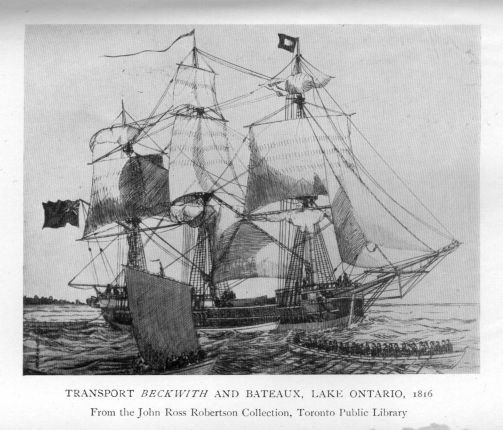 TRANSPORT BECKWITH AND BATEAUX, LAKE ONTARIO, 1816
From the John Ross Robertson Collection, Toronto Public Library